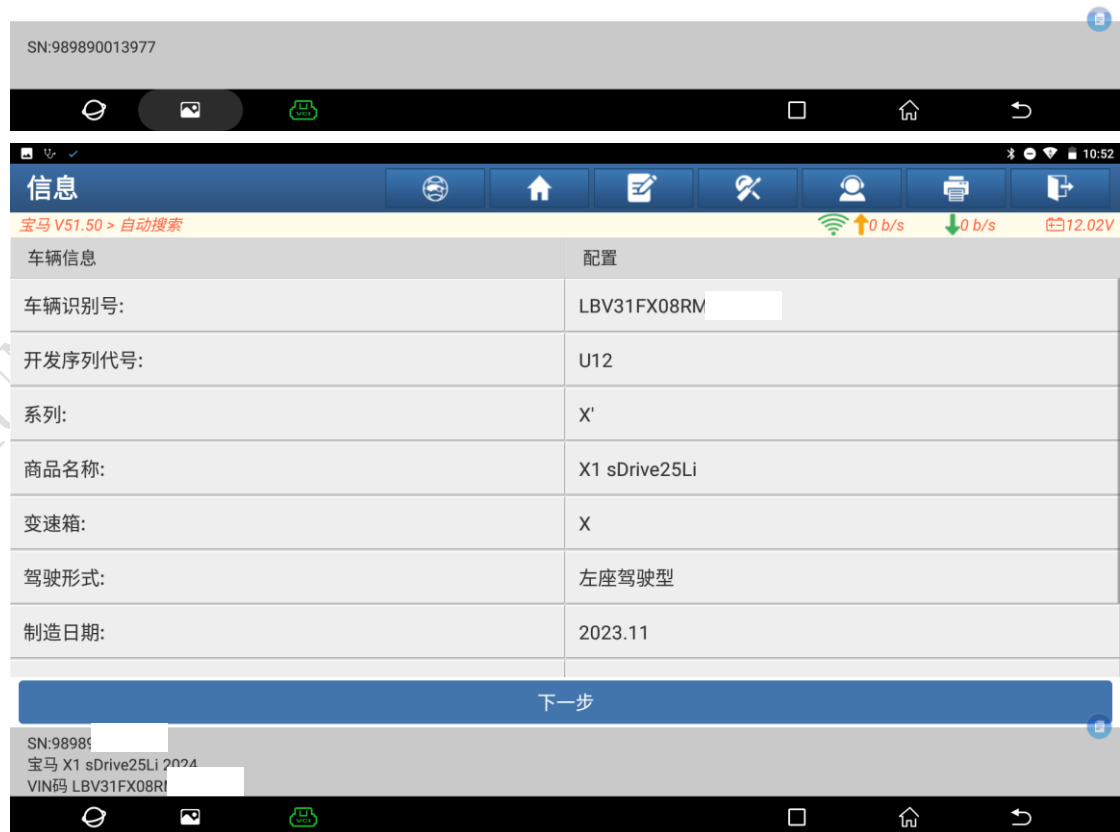 SN:989890013977
VCI
10:52
信息
宝马 V51.50 > 自动搜索
0 b/s
0 b/s
12.02V
车辆信息
配置
车辆识别号:
LBV31FX08RM
开发序列代号:
U12
系列:
X'
商品名称:
X1 sDrive25Li
变速箱:
X
驾驶形式:
左座驾驶型
制造日期:
2023.11
下一步
SN:98989
宝马 X1 sDrive25Li 2024
VIN码 LBV31FX08R
VCI